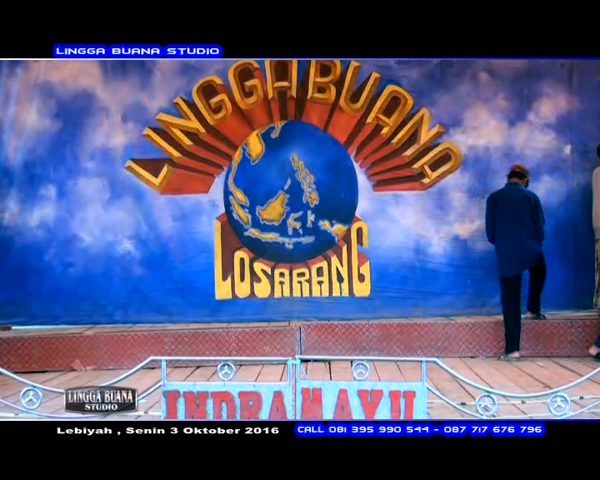 LINGGA BUANA STUDIO
LINGGA BUANA
LOSARANG
LINGGA BUANA
STUDIO
INDRAMAYU
Lebiyah , Senin 3 Oktober 2016
CALL 081 395 990 544 - 087 717 676 796